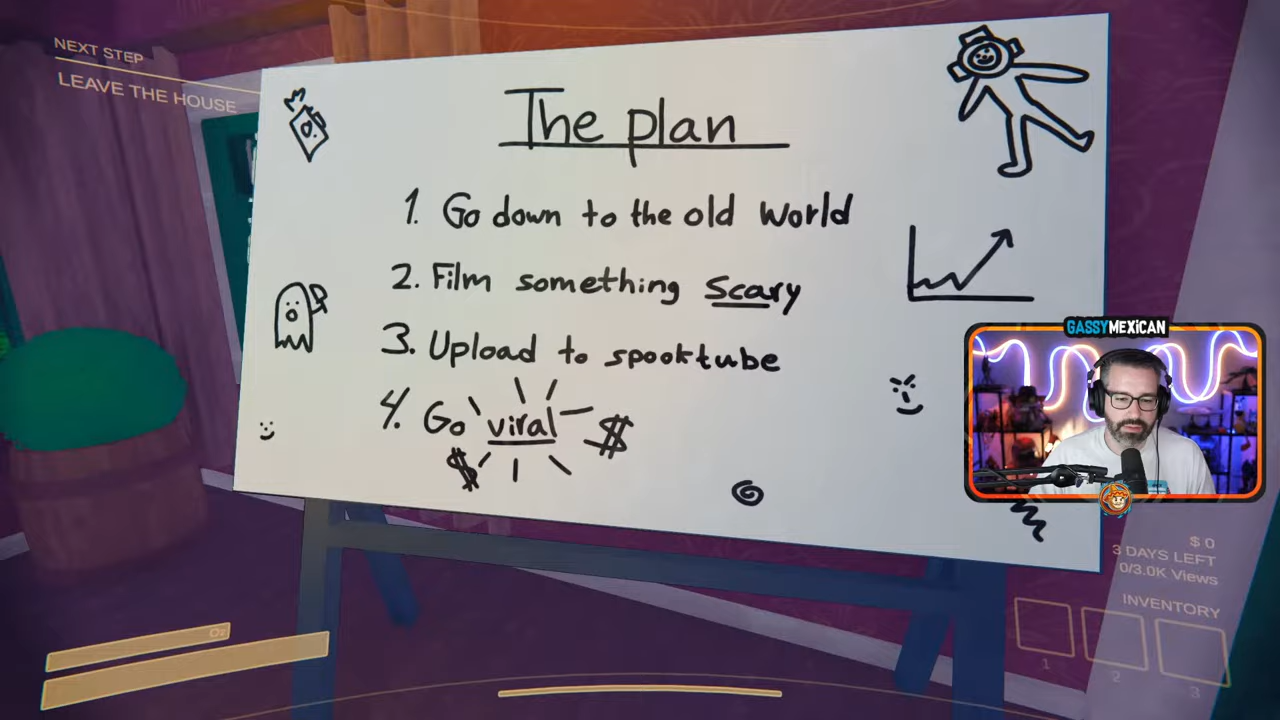 NEXT STEP
LEAVE THE HOUSE
The plan
1. Go down to the old world
2. Film something scary
3. Upload to spooktube
4. Go viral $
$
GASSYMEXICAN
$ 0
3 DAYS LEFT
0/3.0K Views
INVENTORY
1
2
3
O₂